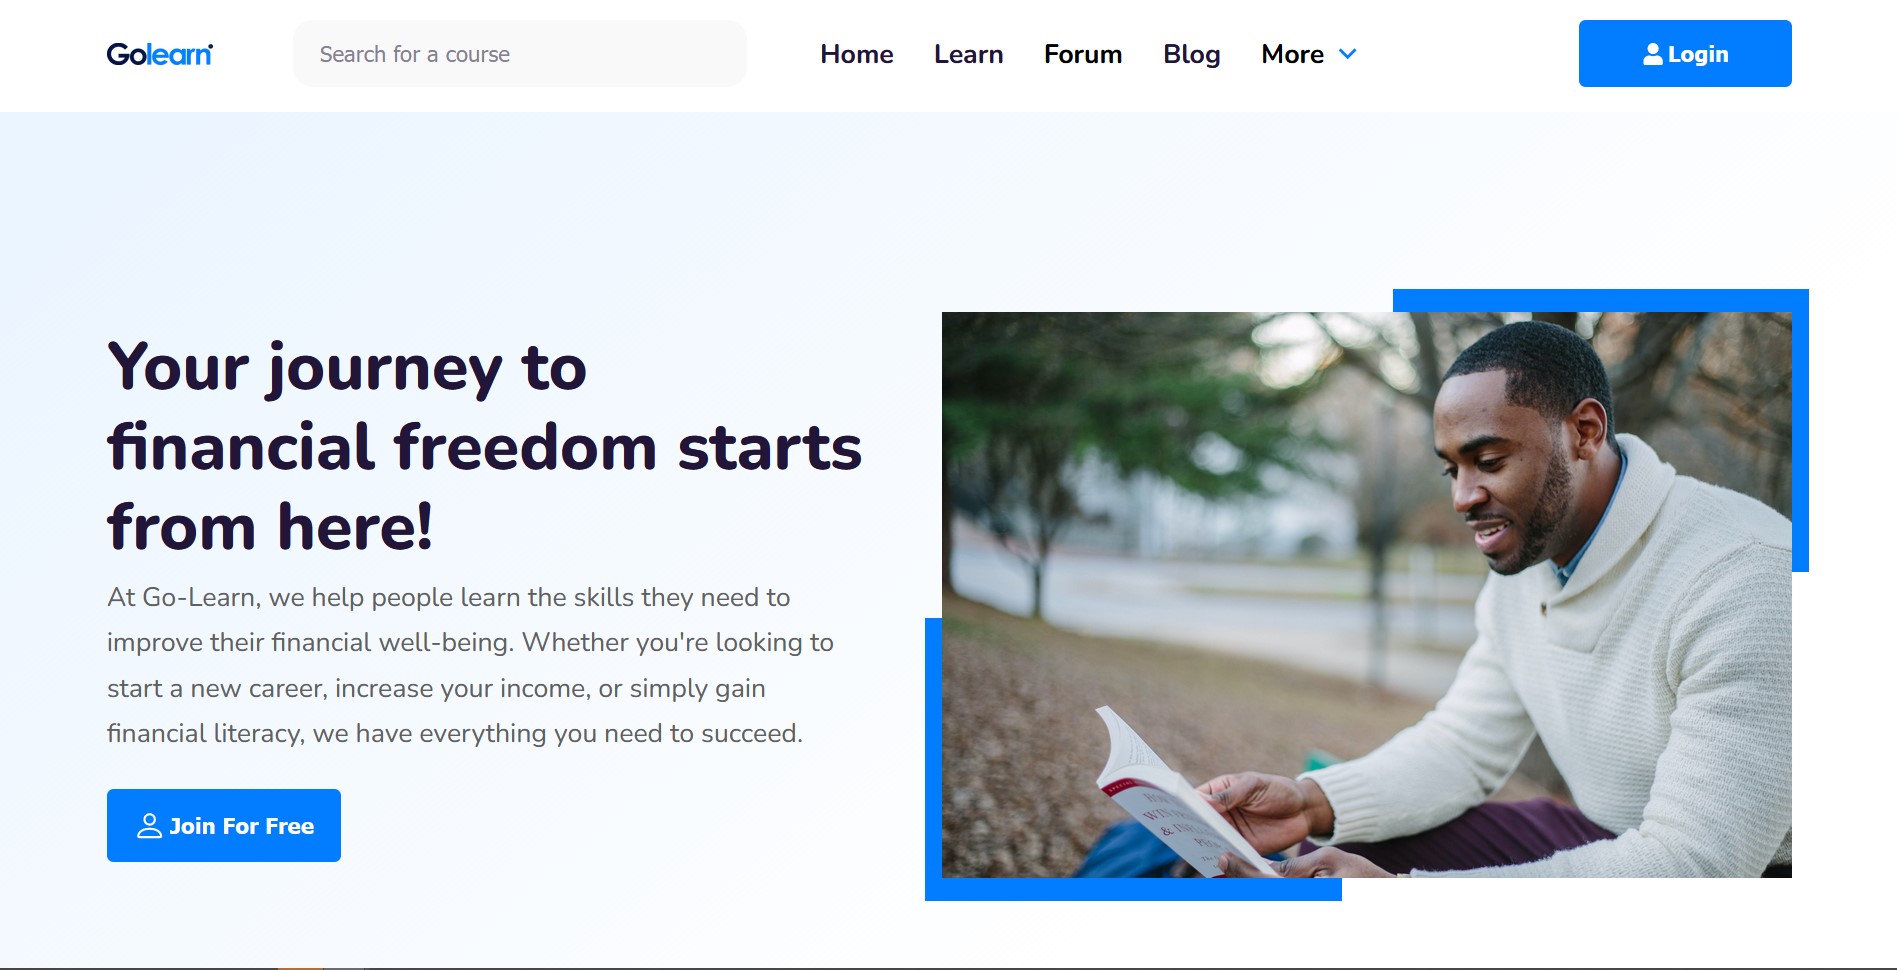 Golearn
Search for a course
Home
Learn
Forum
Blog
More
Login
Your journey to
financial freedom starts
from here!
At Go-Learn, we help people learn the skills they need to
improve their financial well-being. Whether you're looking to
start a new career, increase your income, or simply gain
financial literacy, we have everything you need to succeed.
Join For Free
WIN
&